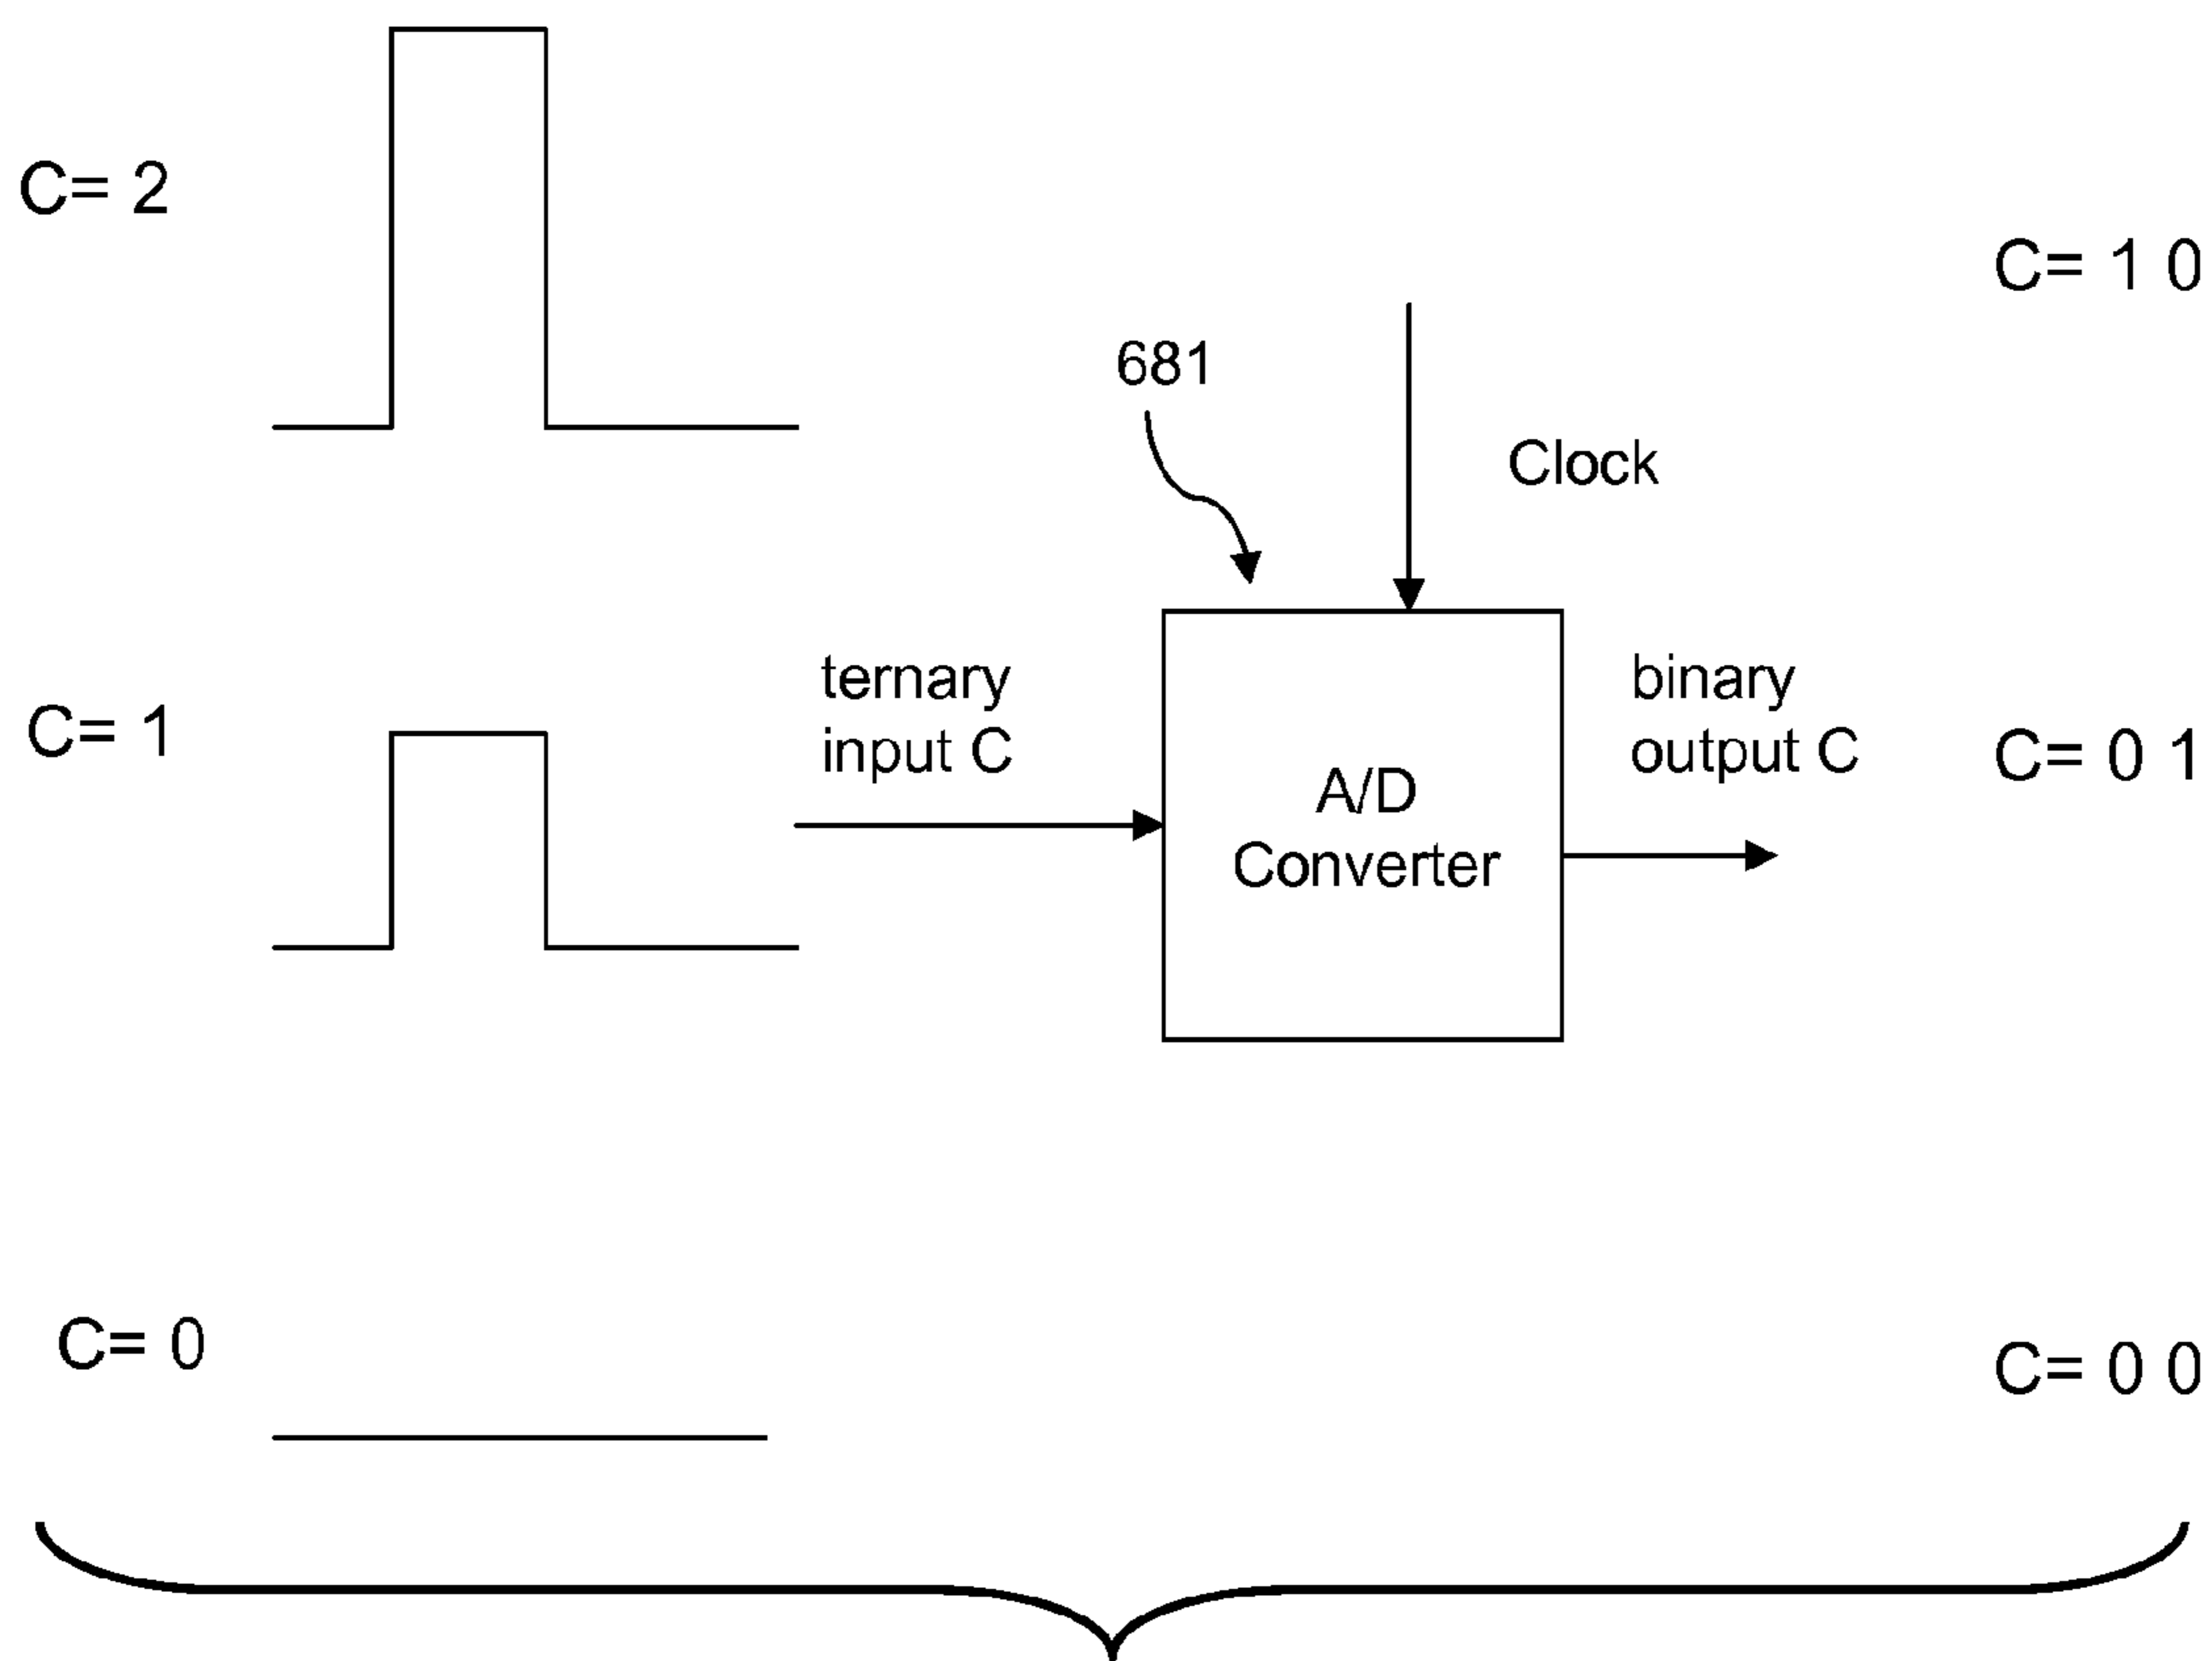 C= 2
C= 1 0
681
Clock
ternary
input C
binary
output C
C= 1
A/D
Converter
C= 0 1
C= 0
C= 0 0